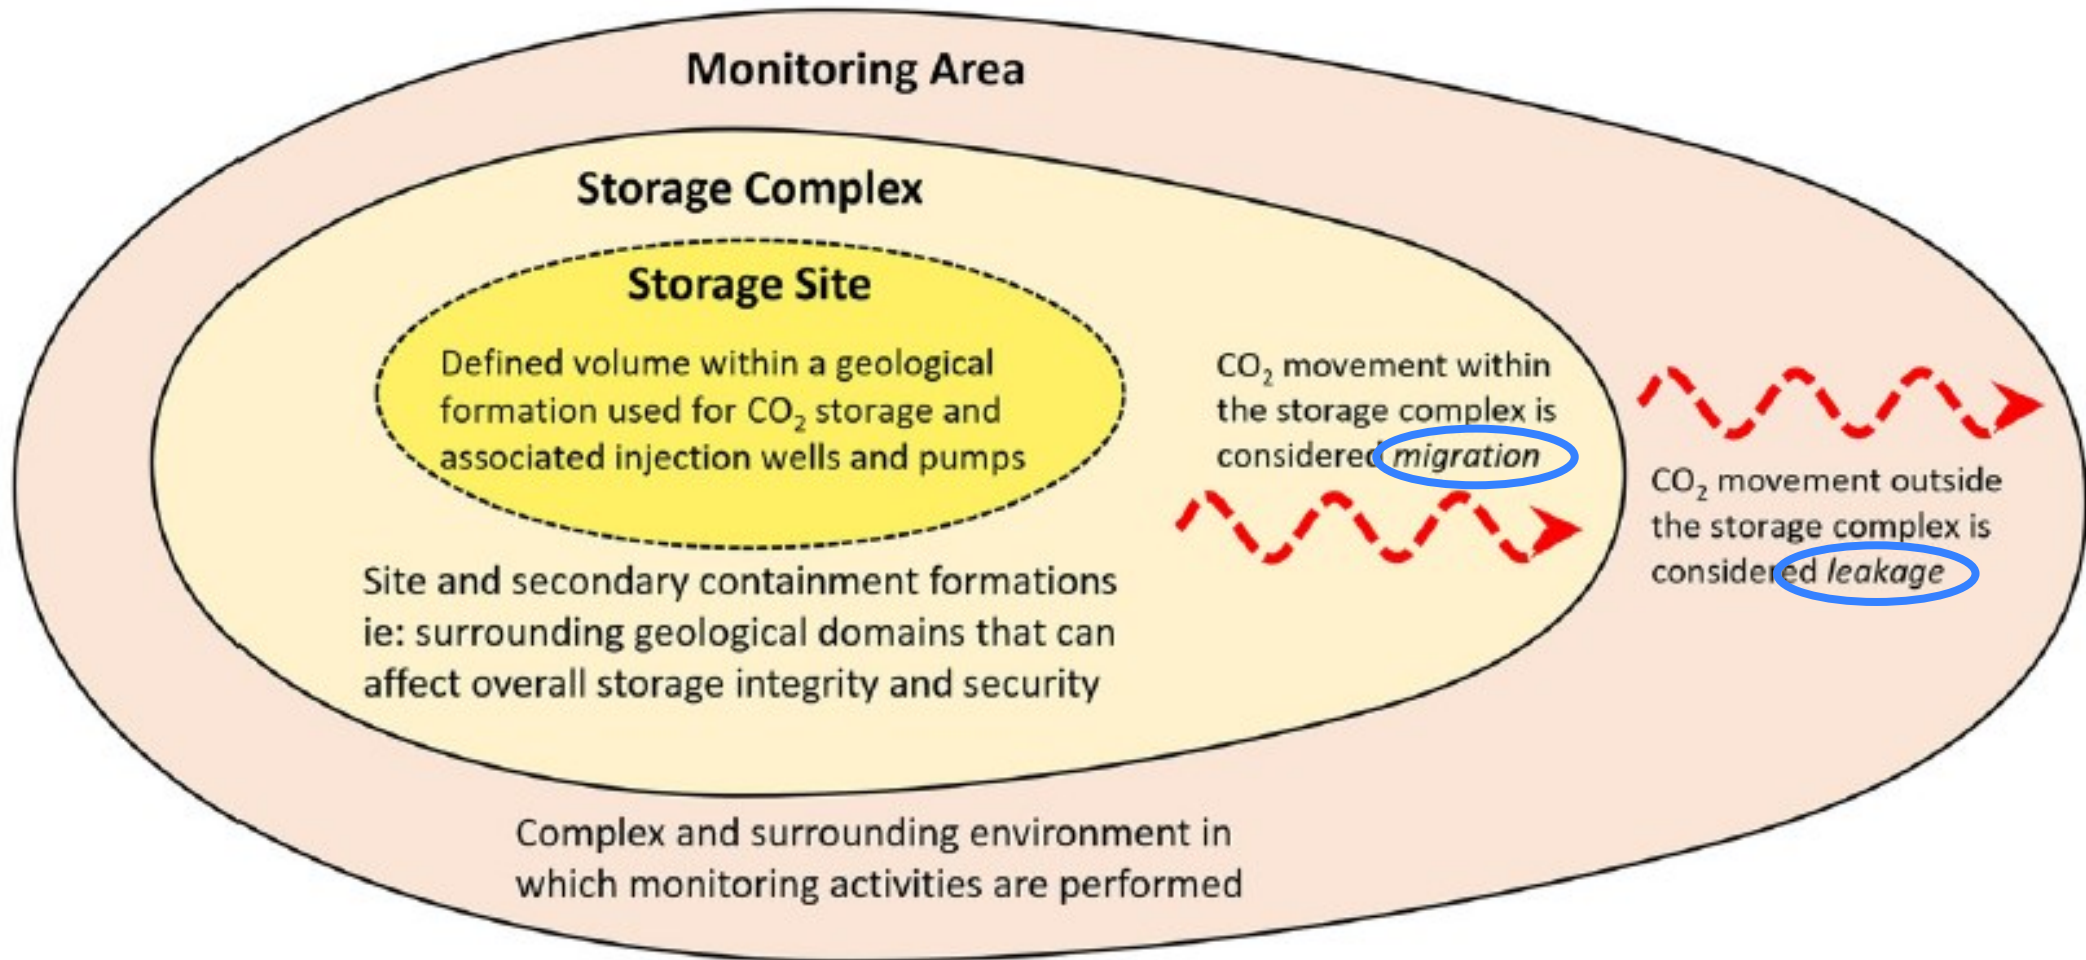 Monitoring Area
Storage Complex
Storage Site
Defined volume within a geological
formation used for CO₂ storage and
associated injection wells and pumps
Site and secondary containment formations
ie: surrounding geological domains that can
affect overall storage integrity and security
CO₂ movement within
the storage complex is
considered migration
CO₂ movement outside
the storage complex is
considered leakage
Complex and surrounding environment in
which monitoring activities are performed